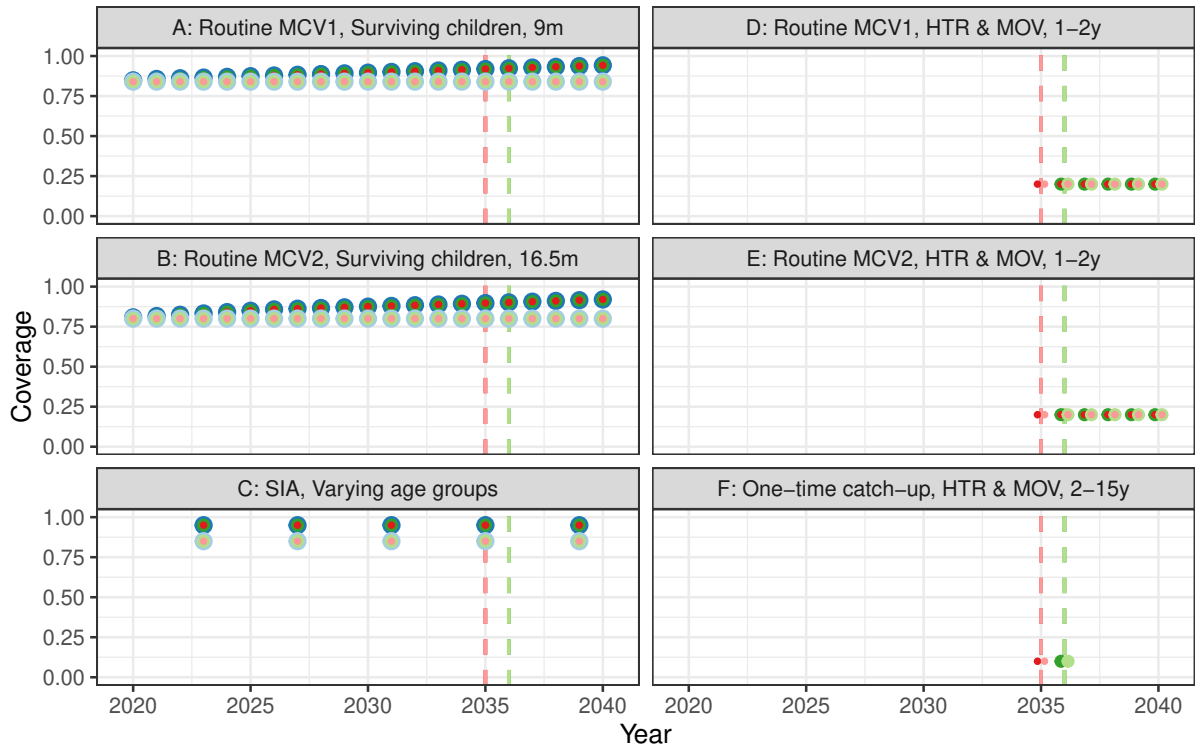 A: Routine MCV1, Surviving children, 9m
D: Routine MCV1, HTR & MOV, 1−2y
1.00
0.75
0.50
0.25
0.00
B: Routine MCV2, Surviving children, 16.5m
E: Routine MCV2, HTR & MOV, 1−2y
1.00
0.75
0.50
0.25
0.00
Coverage
C: SIA, Varying age groups
F: One−time catch−up, HTR & MOV, 2−15y
1.00
0.75
0.50
0.25
0.00
2020 2025 2030 2035 2040 2020 2025 2030 2035 2040
Year